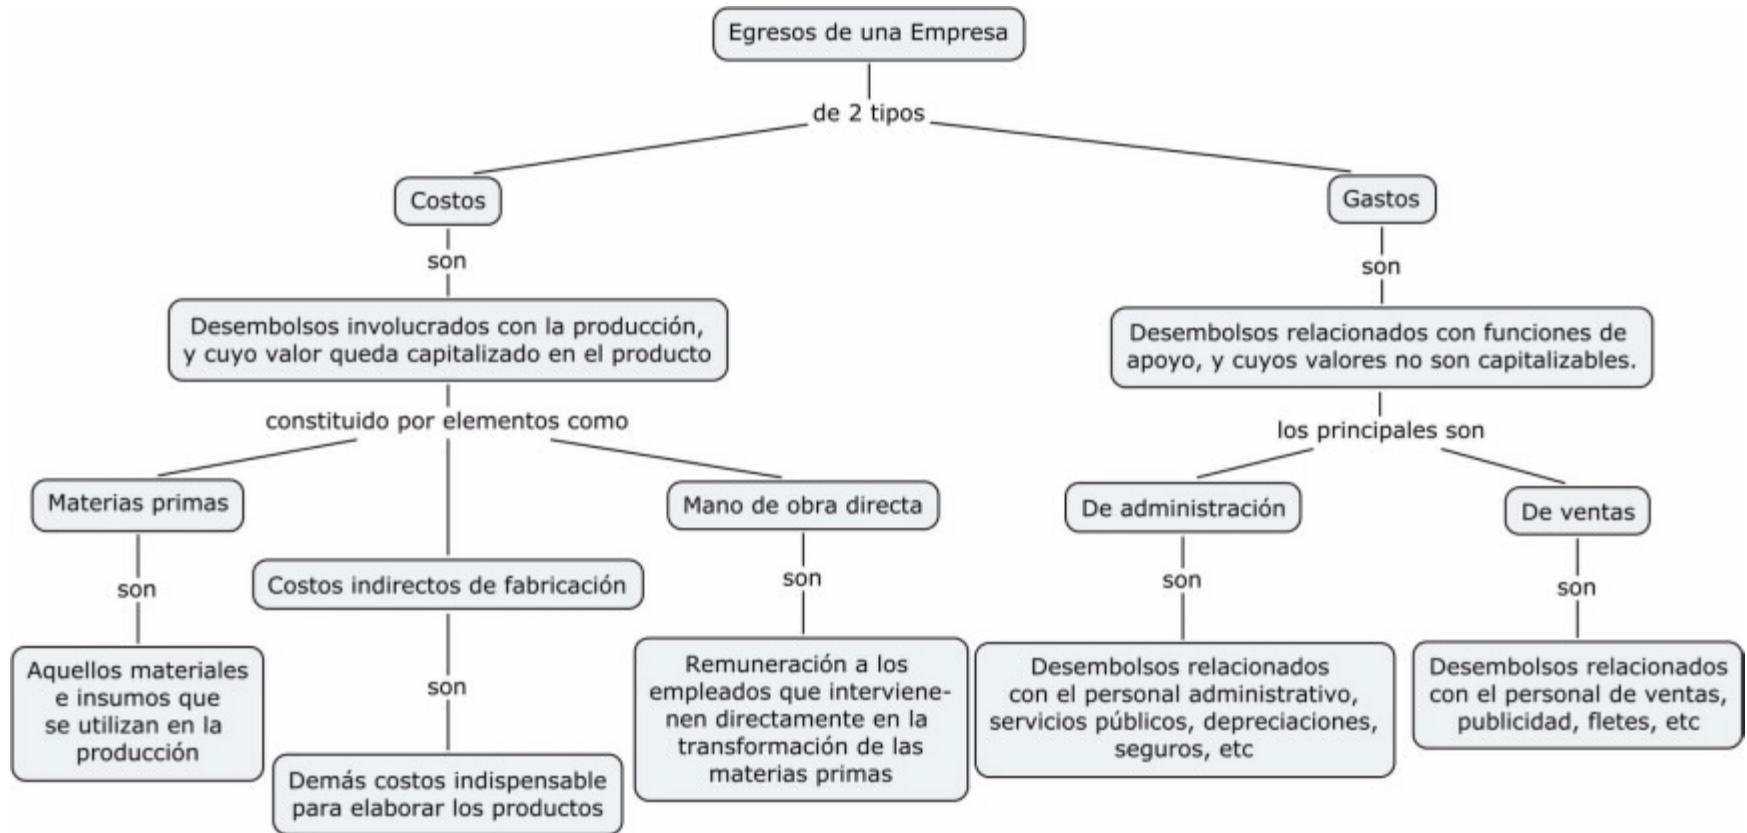 Egresos de una Empresa
de 2 tipos
Costos
Gastos
son
son
Desembolsos involucrados con la producción,
y cuyo valor queda capitalizado en el producto
Desembolsos relacionados con funciones de
apoyo, y cuyos valores no son capitalizables.
constituido por elementos como
los principales son
Materias primas
Costos indirectos de fabricación
Mano de obra directa
De administración
De ventas
son
son
son
son
son
Aquellos materiales
e insumos que
se utilizan en la
producción
Demás costos indispensable
para elaborar los productos
Remuneración a los
empleados que interviene-
nen directamente en la
transformación de las
materias primas
Desembolsos relacionados
con el personal administrativo,
servicios públicos, depreciaciones,
seguros, etc
Desembolsos relacionados
con el personal de ventas,
publicidad, fletes, etc